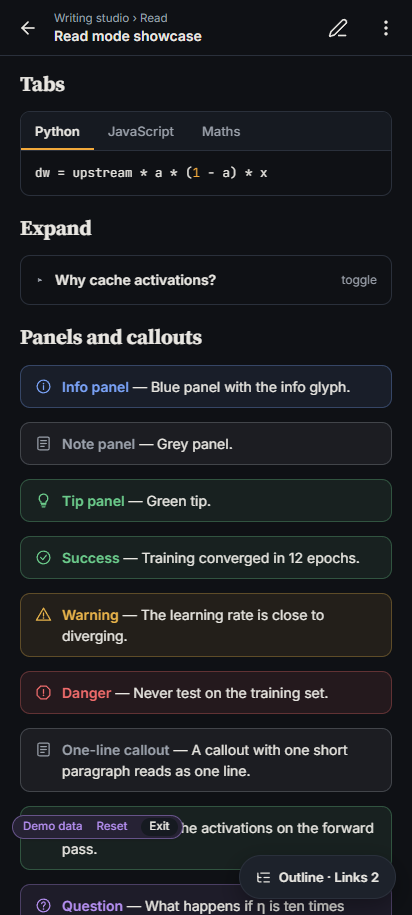 Writing studio › Read
Read mode showcase
Tabs
Python JavaScript Maths
dw = upstream * a * (1 - a) * x
Expand
Why cache activations? toggle
Panels and callouts
Info panel — Blue panel with the info glyph.
Note panel — Grey panel.
Tip panel — Green tip.
Success — Training converged in 12 epochs.
Warning — The learning rate is close to
diverging.
Danger — Never test on the training set.
One-line callout — A callout with one short
paragraph reads as one line.
Demo data Reset Exit
the activations on the forward
pass.
Outline · Links 2
Question — What happens if η is ten times